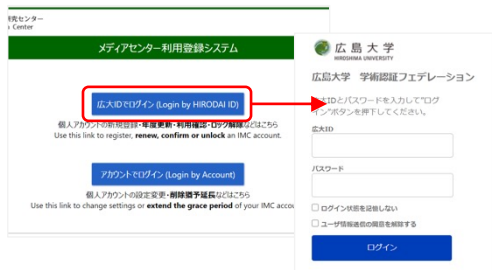 究センター
Center
メディアセンター利用登録システム
広大IDでログイン (Login by HIRODAI ID)
個人アカウントの新規登録・年度更新・利用確認・ロック解除などはこちら
Use this link to register, renew, confirm or unlock an IMC account.
アカウントでログイン (Login by Account)
個人アカウントの設定変更・削除猶予延長などはこちら
Use this link to change settings or extend the grace period of your IMC accou
広島大学
HIROSHIMA UNIVERSITY
広島大学 学術認証フェデレーション
大IDとパスワードを入力して"ログ
イン"ボタンを押下してください。
広大ID
パスワード
ログイン状態を記憶しない
ユーザ情報送信の同意を解除する
ログイン